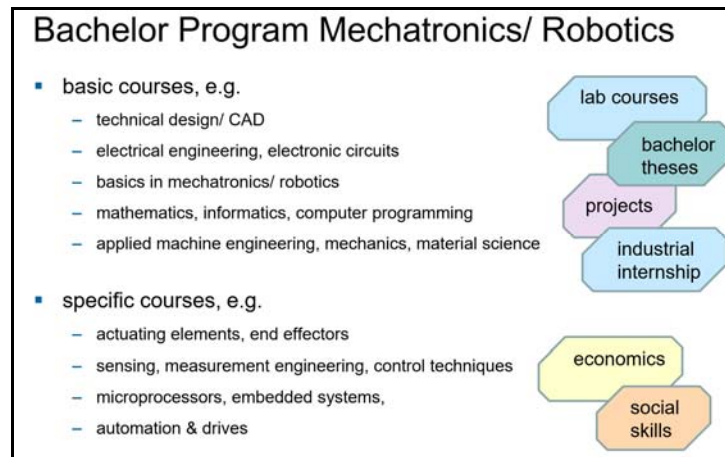 Bachelor Program Mechatronics/ Robotics
▪ basic courses, e.g.
– technical design/ CAD
– electrical engineering, electronic circuits
– basics in mechatronics/ robotics
– mathematics, informatics, computer programming
– applied machine engineering, mechanics, material science
▪ specific courses, e.g.
– actuating elements, end effectors
– sensing, measurement engineering, control techniques
– microprocessors, embedded systems,
– automation & drives
lab courses
bachelor
theses
projects
industrial
internship
economics
social
skills